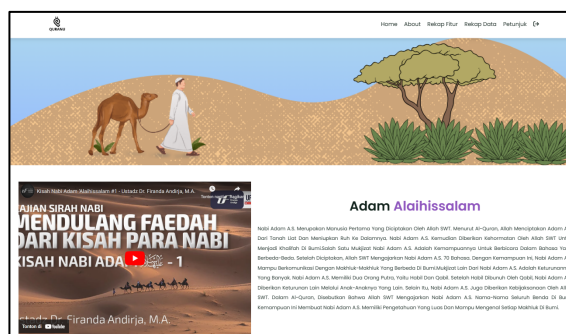 QURANU
Home About Rekap Fitur Rekap Data Petunjuk
Kisah Nabi Adam 'Alaihissalam #1 - Ustadz Dr. Firanda Andirja, M.A.
Tonton
KAJIAN SIRAH NABI
MENDULANG FAEDAH
DARI KISAH PARA NABI
KISAH NABI ADAM - 1
Ustadz Dr. Firanda Andirja, M.A.
Tonton di YouTube
Adam Alaihissalam
Nabi Adam A.S. Merupakan Manusia Pertama Yang Diciptakan Oleh Allah SWT. Menurut Al-Quran, Allah Menciptakan Adam A
Dari Tanah Liat Dan Meniupkan Ruh Ke Dalamnya. Nabi Adam A.S. Kemudian Diberikan Kehormatan Oleh Allah SWT Unt
Menjadi Khalifah Di Bumi.Salah Satu Mukjizat Nabi Adam A.S. Adalah Kemampuannya Untuk Berbicara Dalam Bahasa Ya
Berbeda-Beda. Setelah Diciptakan, Allah SWT Mengajarkan Nabi Adam A.S. 70 Bahasa. Dengan Kemampuan Ini, Nabi Adam A
Mampu Berkomunikasi Dengan Makhluk-Makhluk Yang Berbeda Di Bumi.Mukjizat Lain Dari Nabi Adam A.S. Adalah Keturunann
Yang Banyak. Nabi Adam A.S. Memiliki Dua Orang Putra, Yaitu Habil Dan Qabil. Setelah Habil Dibunuh Oleh Qabil, Nabi Adam A
Diberikan Keturunan Lain Melalui Anak-Anaknya Yang Lain. Selain Itu, Nabi Adam A.S. Juga Diberikan Kebijaksanaan Oleh All
SWT. Dalam Al-Quran, Disebutkan Bahwa Allah SWT Mengajarkan Nabi Adam A.S. Nama-Nama Seluruh Benda Di Bu
Kemampuan Ini Membuat Nabi Adam A.S. Memiliki Pengetahuan Yang Luas Dan Mampu Mengenal Setiap Makhluk Di Bumi.